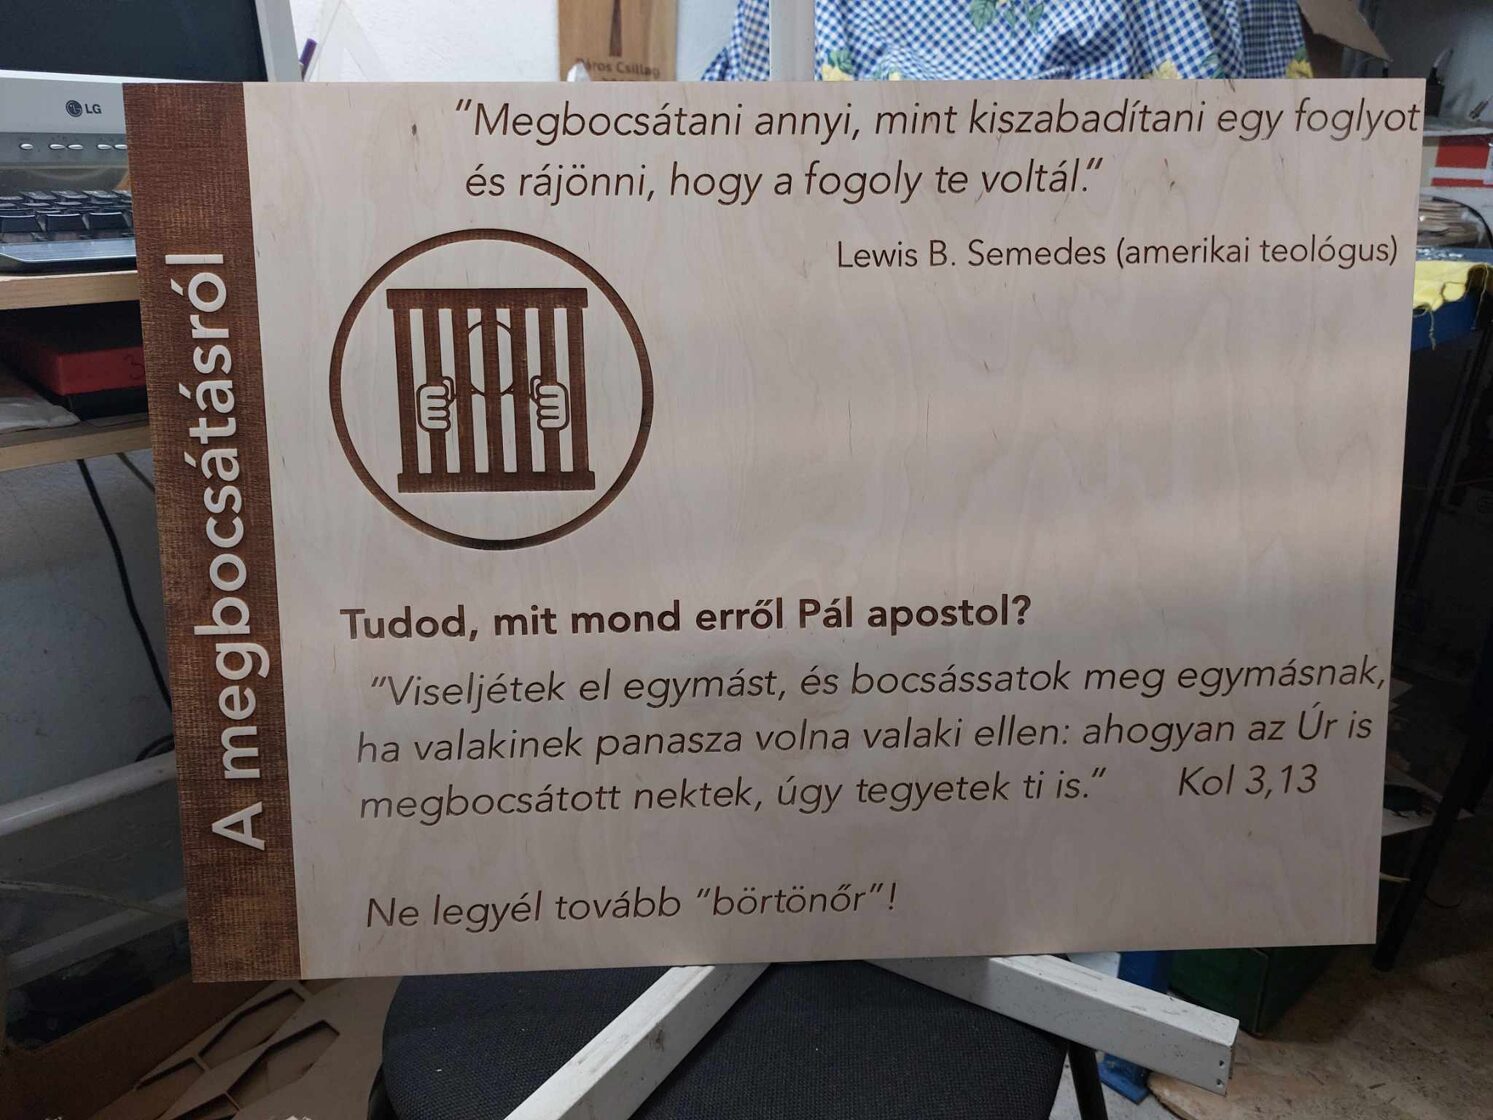 LG
Páros Csillag
A megbocsátásról
"Megbocsátani annyi, mint kiszabadítani egy foglyot
és rájönni, hogy a fogoly te voltál."
Lewis B. Semedes (amerikai teológus)
Tudod, mit mond erről Pál apostol?
"Viseljétek el egymást, és bocsássatok meg egymásnak,
ha valakinek panasza volna valaki ellen: ahogyan az Úr is
megbocsátott nektek, úgy tegyetek ti is." Kol 3,13
Ne legyél tovább "börtönőr"!